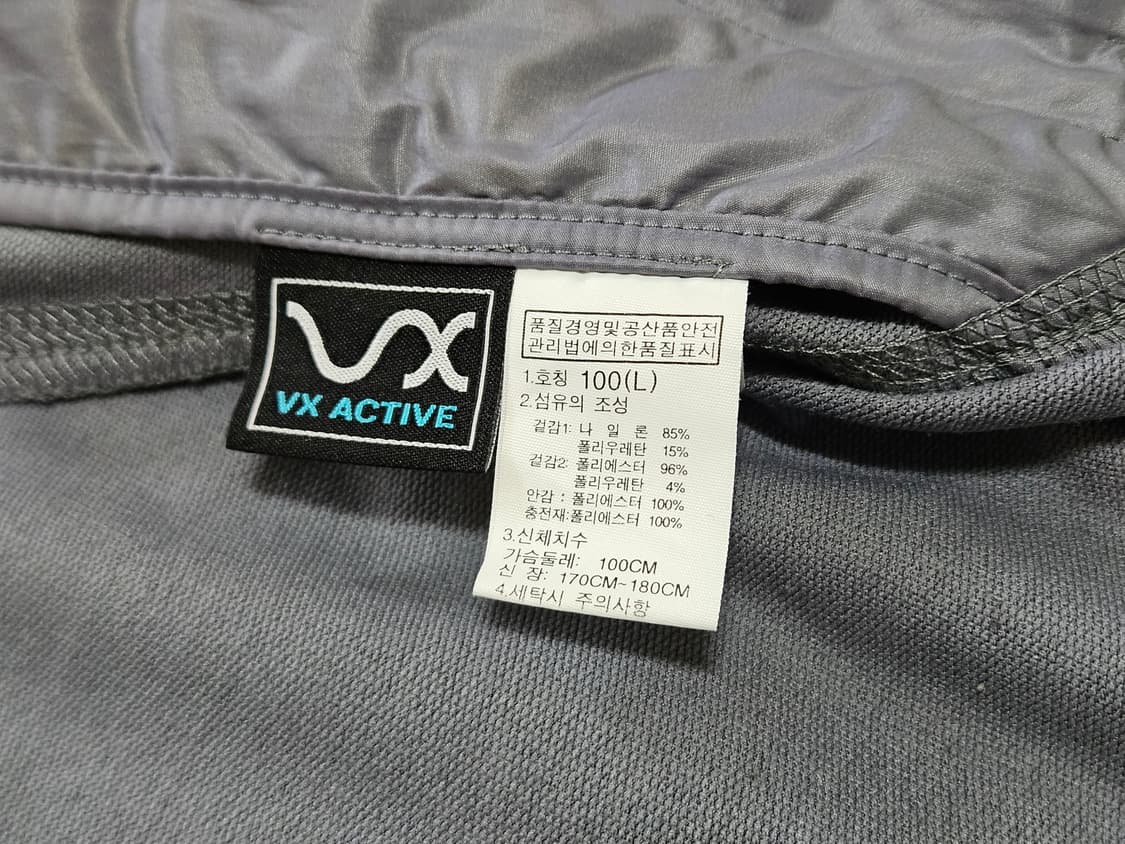 VX
VX ACTIVE
품질경영및공산품안전
관리법에의한품질표시
1.호칭 100(L)
2.섬유의 조성
겉감1: 나 일 론 85%
폴리우레탄 15%
겉감2: 폴리에스터 96%
폴리우레탄 4%
안감 : 폴리에스터 100%
충전재:폴리에스터 100%
3.신체치수
가슴둘레: 100CM
신 장: 170CM~180CM
4.세탁시 주의사항